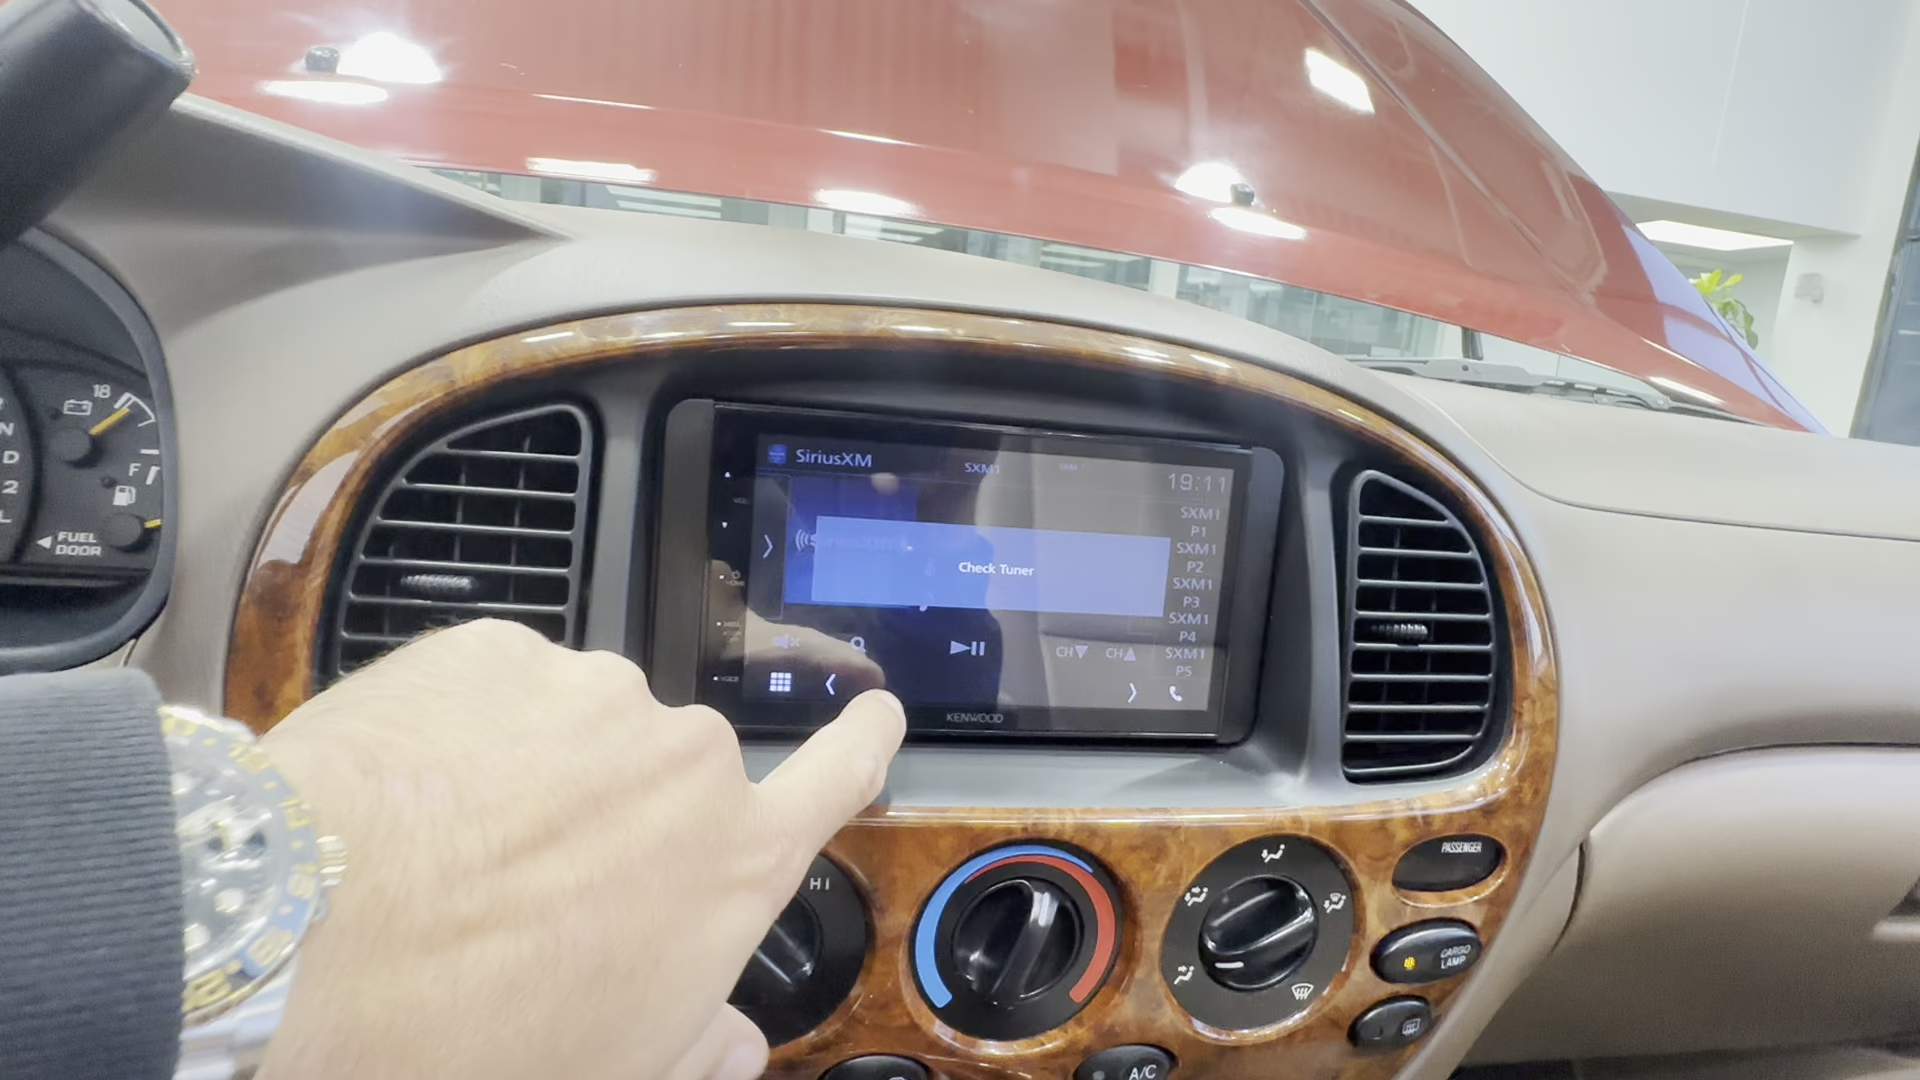 18
N
D
2
L
F
FUEL
DOOR
SiriusXM
SXM1
19:11
SXM1
P1
SXM1
P2
SXM1
P3
SXM1
P4
SXM1
P5
Check Tuner
CH
CH
KENWOOD
HI
PASSENGER
CARGO
LAMP
A/C